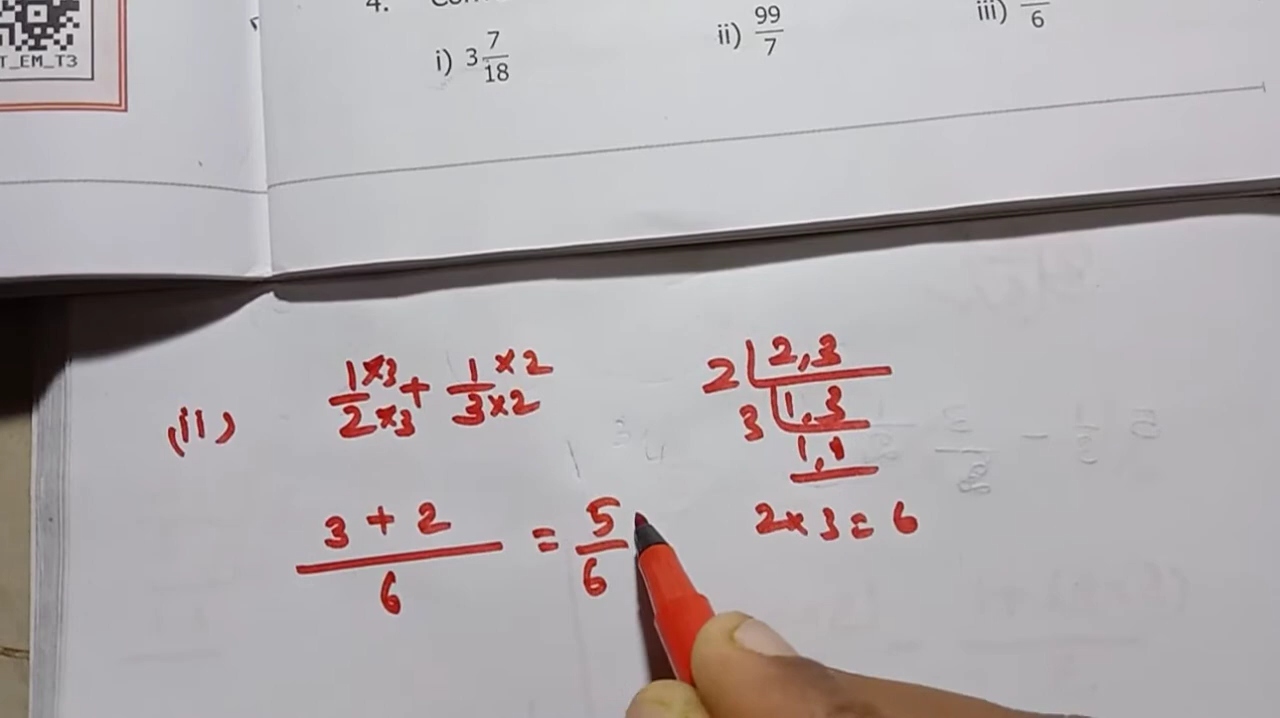 T_EM_T3
4.
i) 3 7/18
ii) 99/7
iii) /6
(ii) 1×3/2×3 + 1×2/3×2
3 + 2/6 = 5/6
2 | 2,3
3 | 1,3
1,1
2×3=6